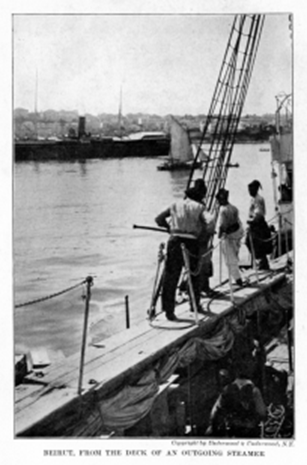 Copyright by Underwood & Underwood, N. Y.
BEIRUT, FROM THE DECK OF AN OUTGOING STEAMER